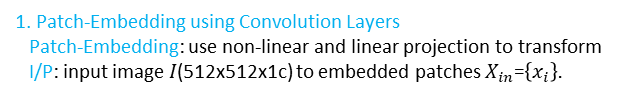 1. Patch-Embedding using Convolution Layers
Patch-Embedding: use non-linear and linear projection to transform
I/P: input image I(512x512x1c) to embedded patches Xᵢₙ={xᵢ}.